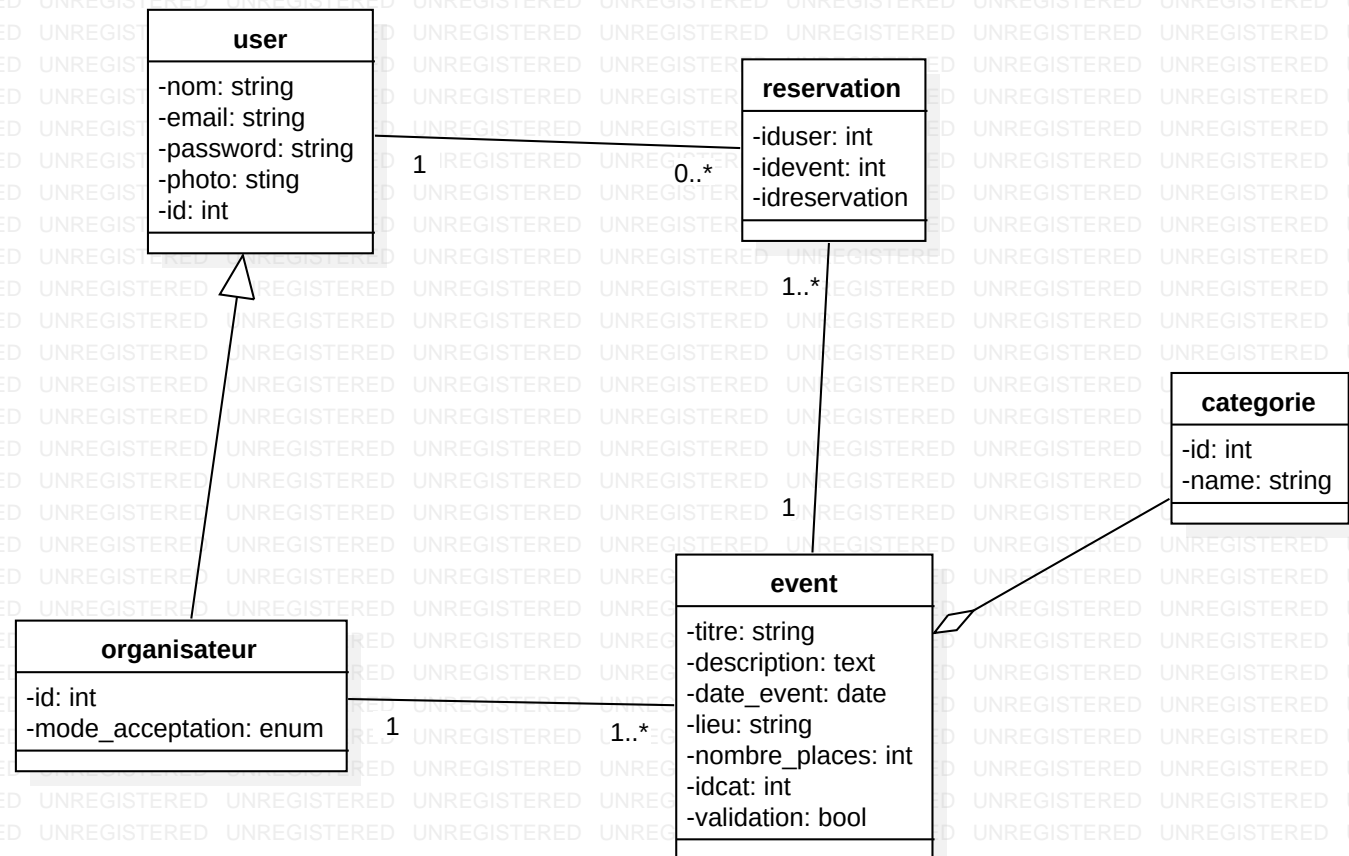 user
-nom: string
-email: string
-password: string
-photo: sting
-id: int
1
0..*
reservation
-iduser: int
-idevent: int
-idreservation
1..*
1
categorie
-id: int
-name: string
organisateur
-id: int
-mode_acceptation: enum
1
1..*
event
-titre: string
-description: text
-date_event: date
-lieu: string
-nombre_places: int
-idcat: int
-validation: bool
UNREGISTERED